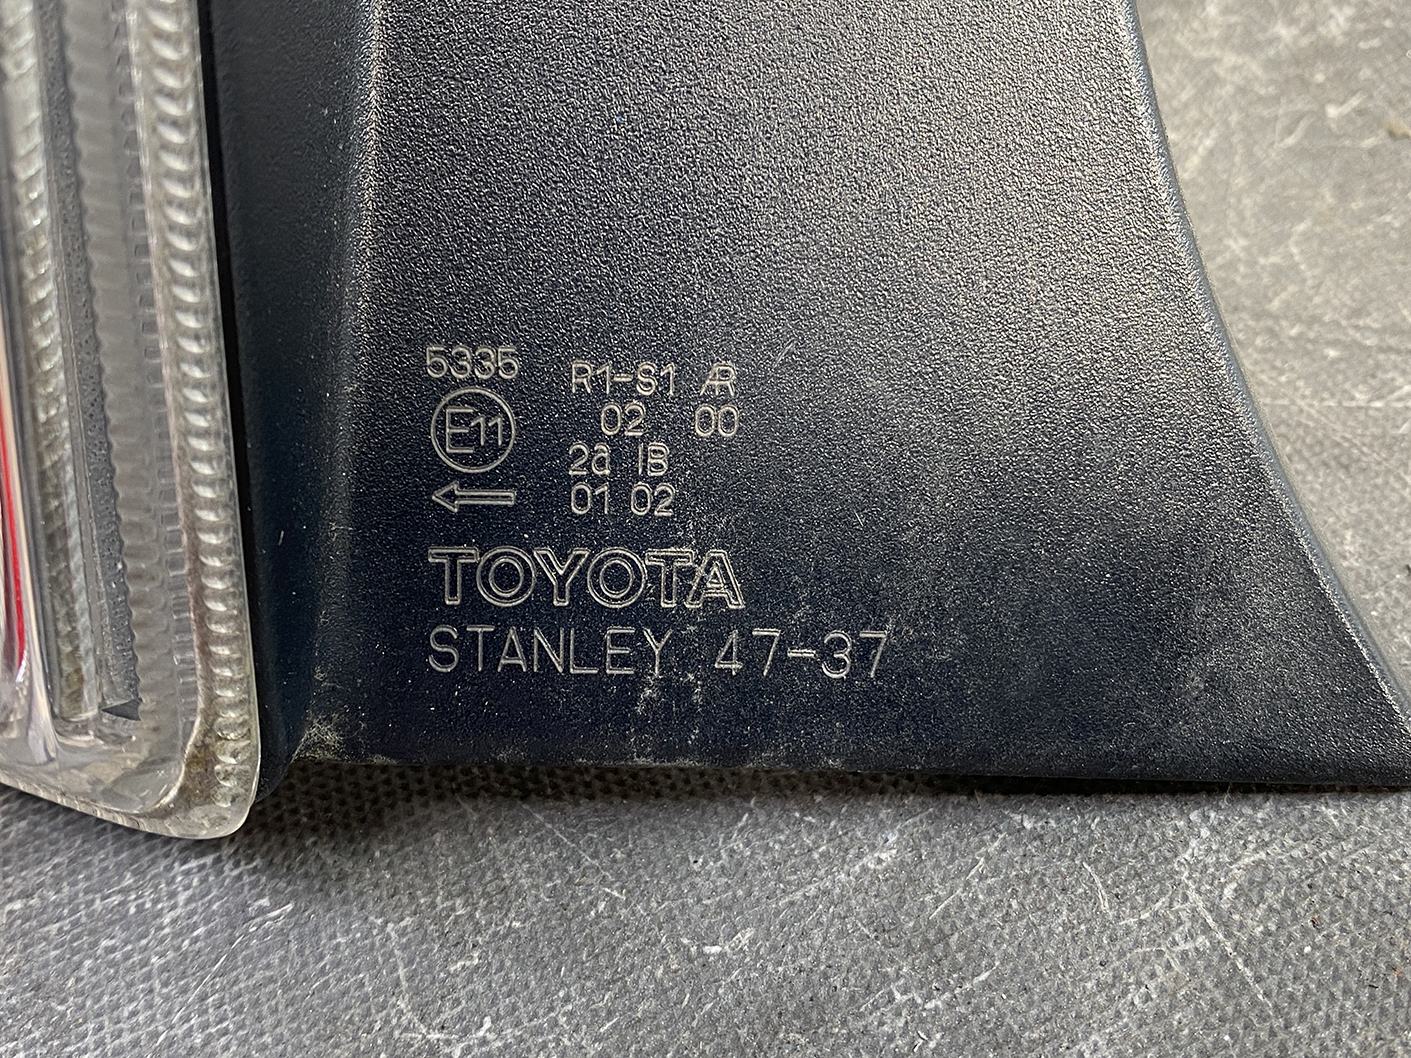 5335
E11
R1-S1 AR
02 00
2a IB
01 02
TOYOTA
STANLEY 47-37